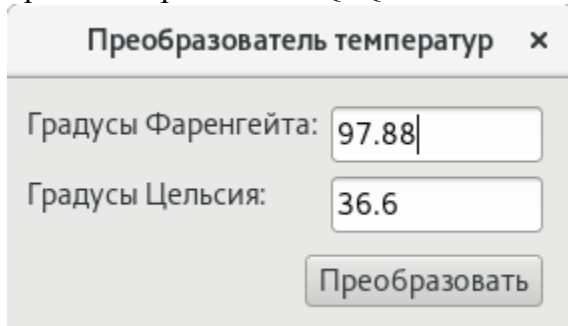 Преобразователь температур ×
Градусы Фаренгейта: 97.88
Градусы Цельсия: 36.6
Преобразовать